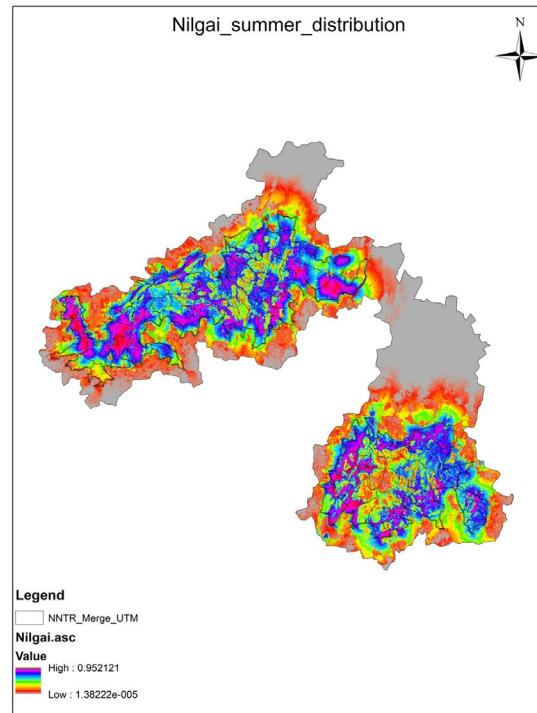 Nilgai_summer_distribution
N
Legend
NNTR_Merge_UTM
Nilgai.asc
Value
High : 0.952121
Low : 1.38222e-005